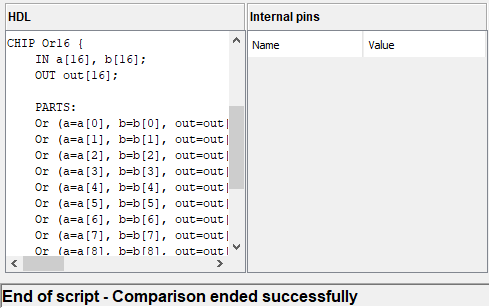 HDL
CHIP Or16 {
IN a[16], b[16];
OUT out[16];
PARTS:
Or (a=a[0], b=b[0], out=out[
Or (a=a[1], b=b[1], out=out[
Or (a=a[2], b=b[2], out=out[
Or (a=a[3], b=b[3], out=out[
Or (a=a[4], b=b[4], out=out[
Or (a=a[5], b=b[5], out=out[
Or (a=a[6], b=b[6], out=out[
Or (a=a[7], b=b[7], out=out[
Or (a=a[8], b=b[8], out=out[
Internal pins
Name Value
End of script - Comparison ended successfully